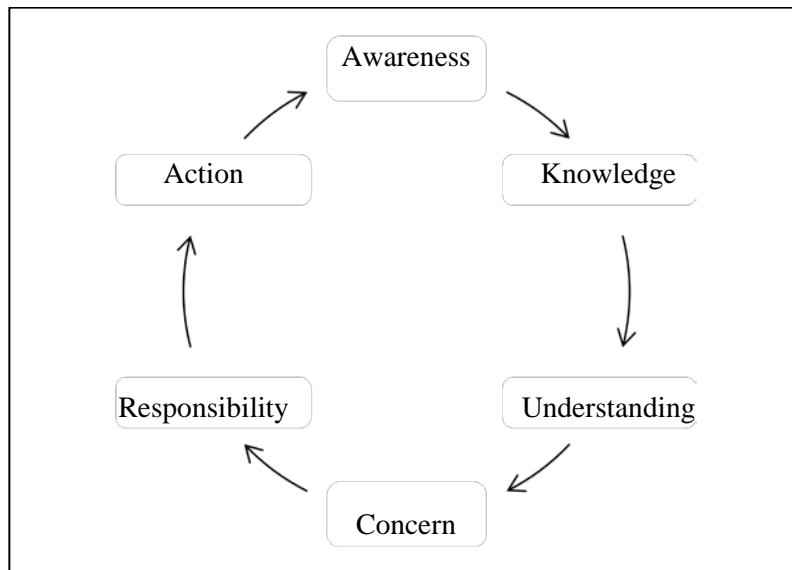 Awareness
Knowledge
Understanding
Concern
Responsibility
Action